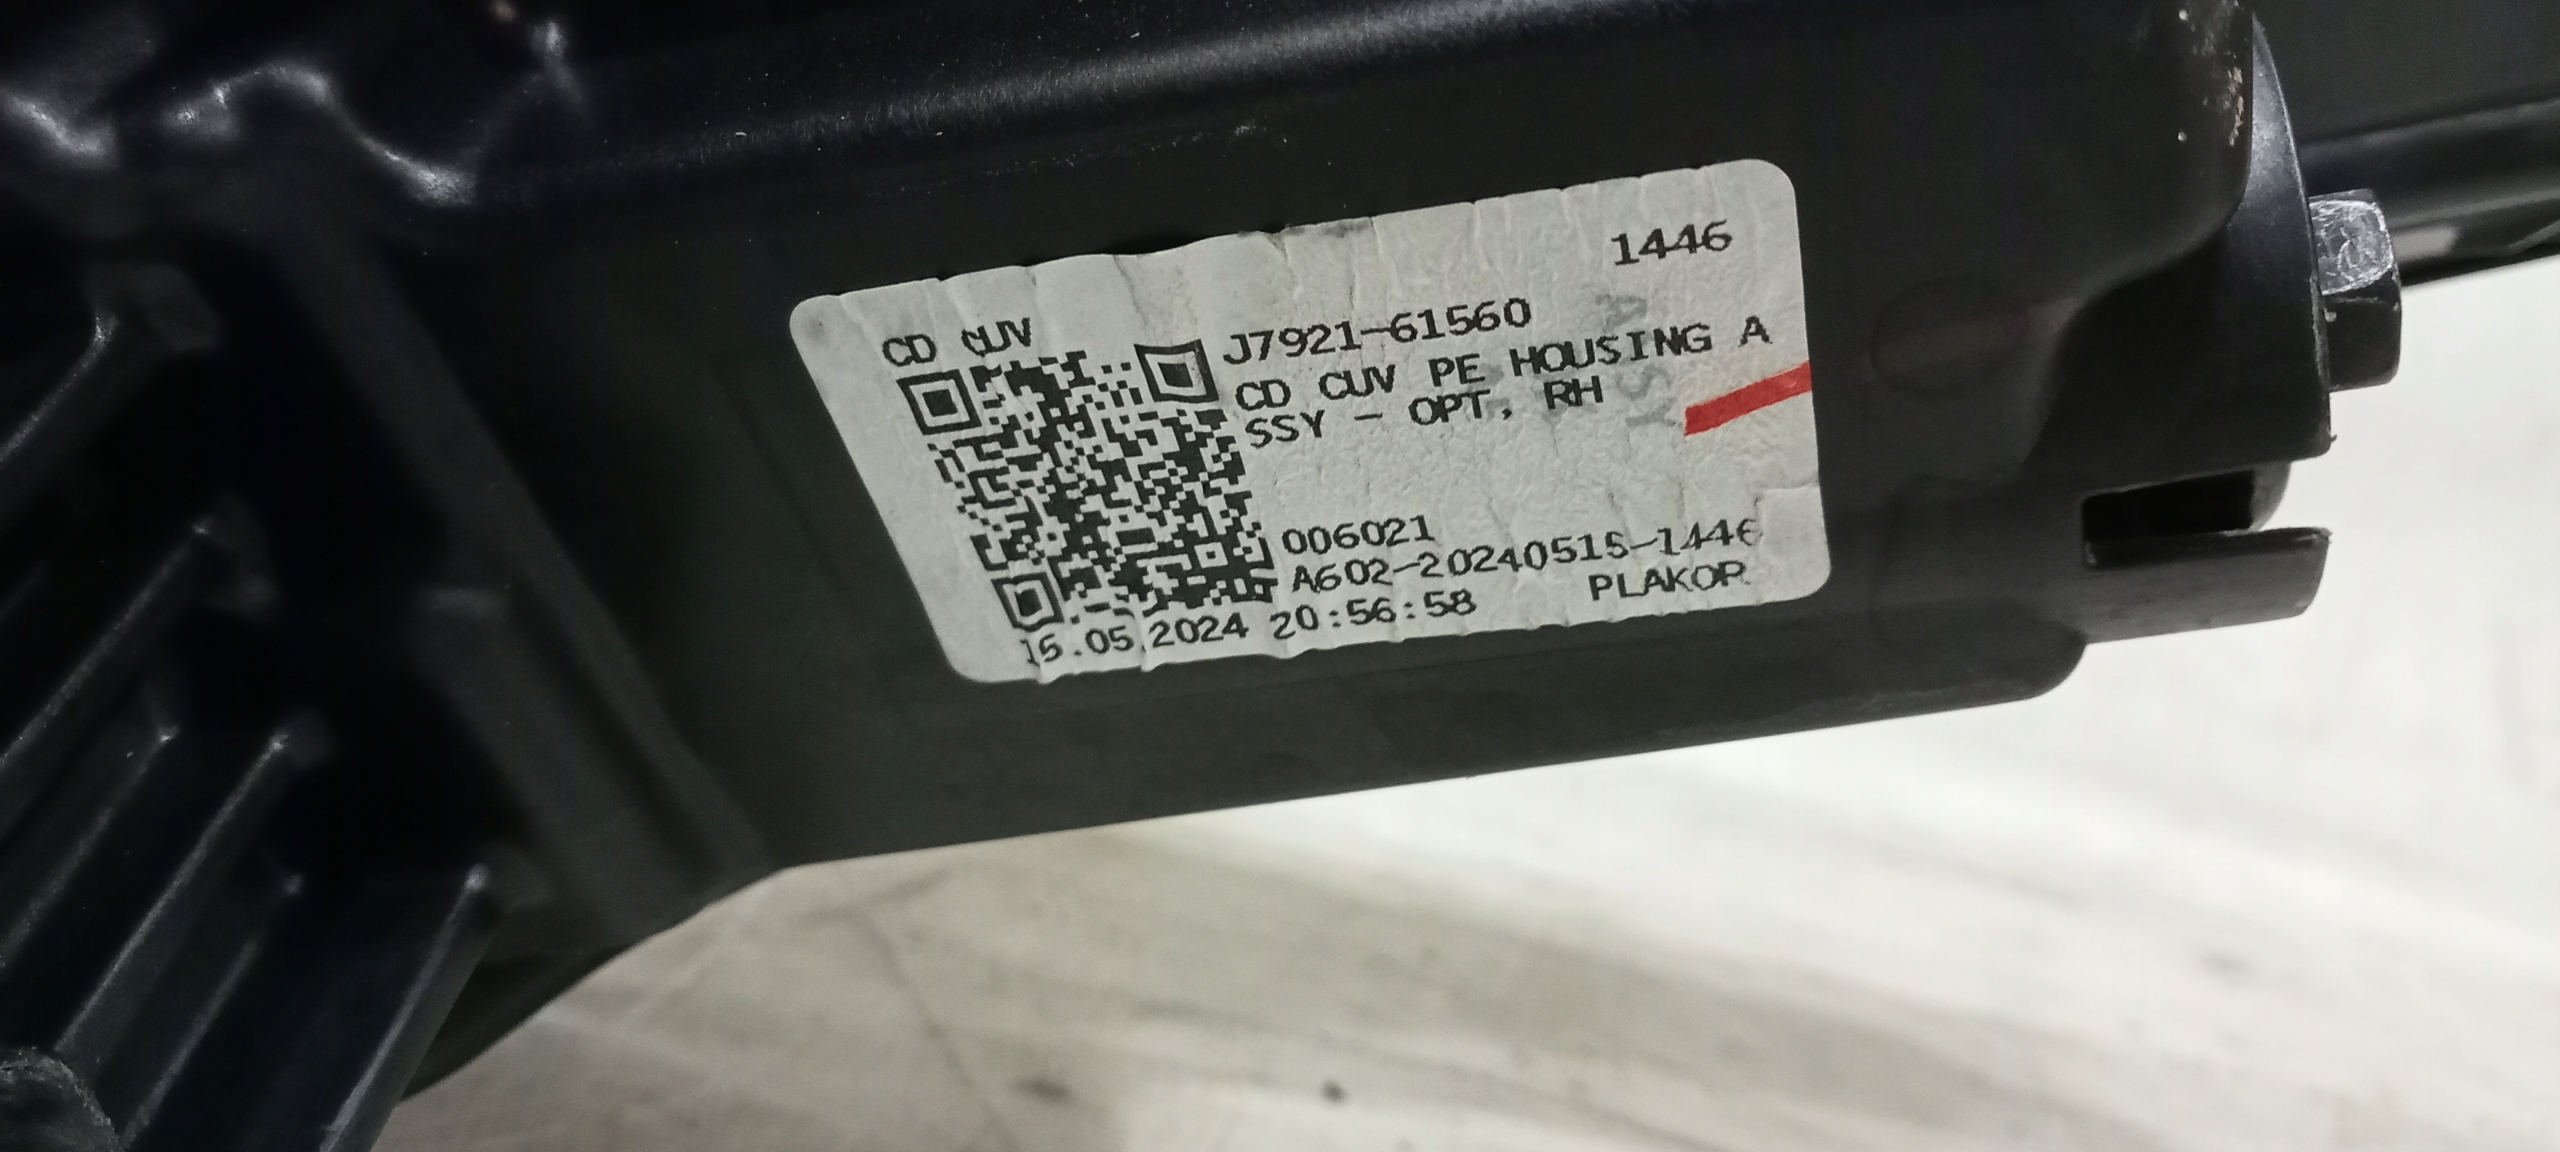 1446
CD CUV
J7921-61560
CD CUV PE HOUSING A
SSY - OPT, RH
006021
A602-20240515-1446
PLAKOR
15.05.2024 20:56:58